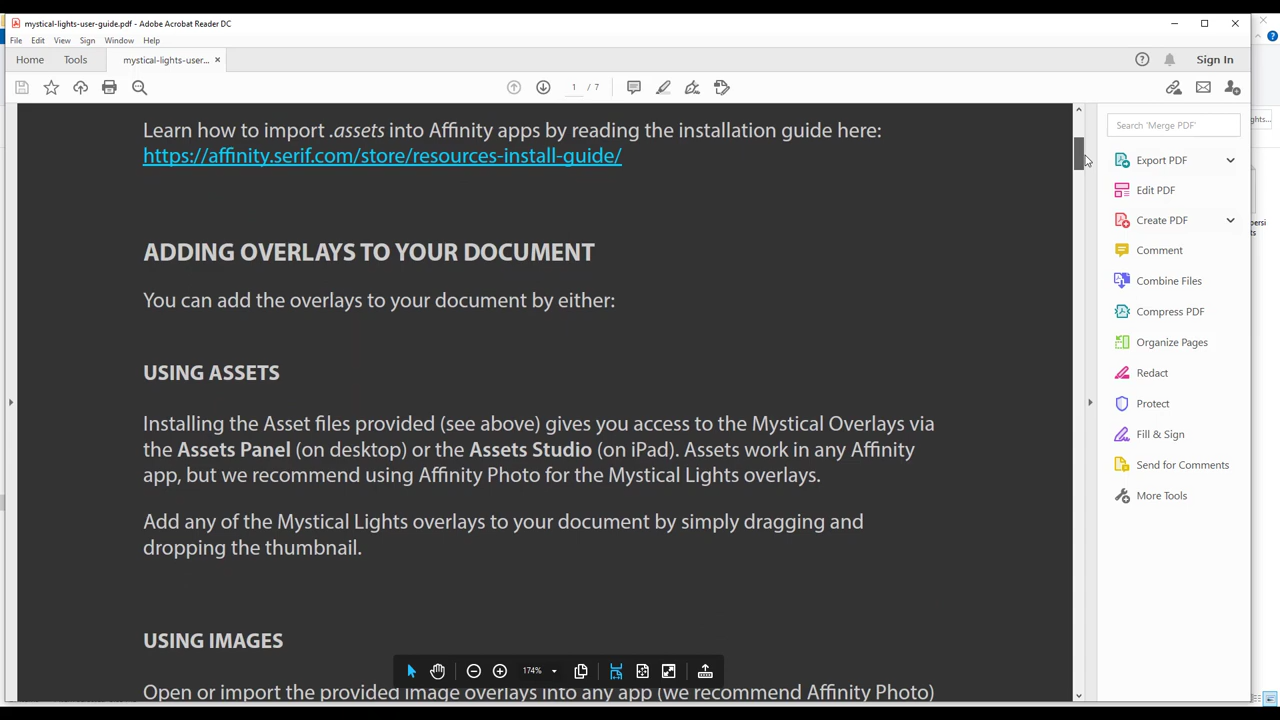 mystical-lights-user-guide.pdf - Adobe Acrobat Reader DC
File Edit View Sign Window Help
Home Tools mystical-lights-user... × Sign In
1 / 7
Learn how to import .assets into Affinity apps by reading the installation guide here:
https://affinity.serif.com/store/resources-install-guide/
ADDING OVERLAYS TO YOUR DOCUMENT
You can add the overlays to your document by either:
USING ASSETS
Installing the Asset files provided (see above) gives you access to the Mystical Overlays via
the Assets Panel (on desktop) or the Assets Studio (on iPad). Assets work in any Affinity
app, but we recommend using Affinity Photo for the Mystical Lights overlays.
Add any of the Mystical Lights overlays to your document by simply dragging and
dropping the thumbnail.
USING IMAGES
Open or import the provided image overlays into any app (we recommend Affinity Photo)
174%
Search 'Merge PDF'
Export PDF
Edit PDF
Create PDF
Comment
Combine Files
Compress PDF
Organize Pages
Redact
Protect
Fill & Sign
Send for Comments
More Tools
ghts...